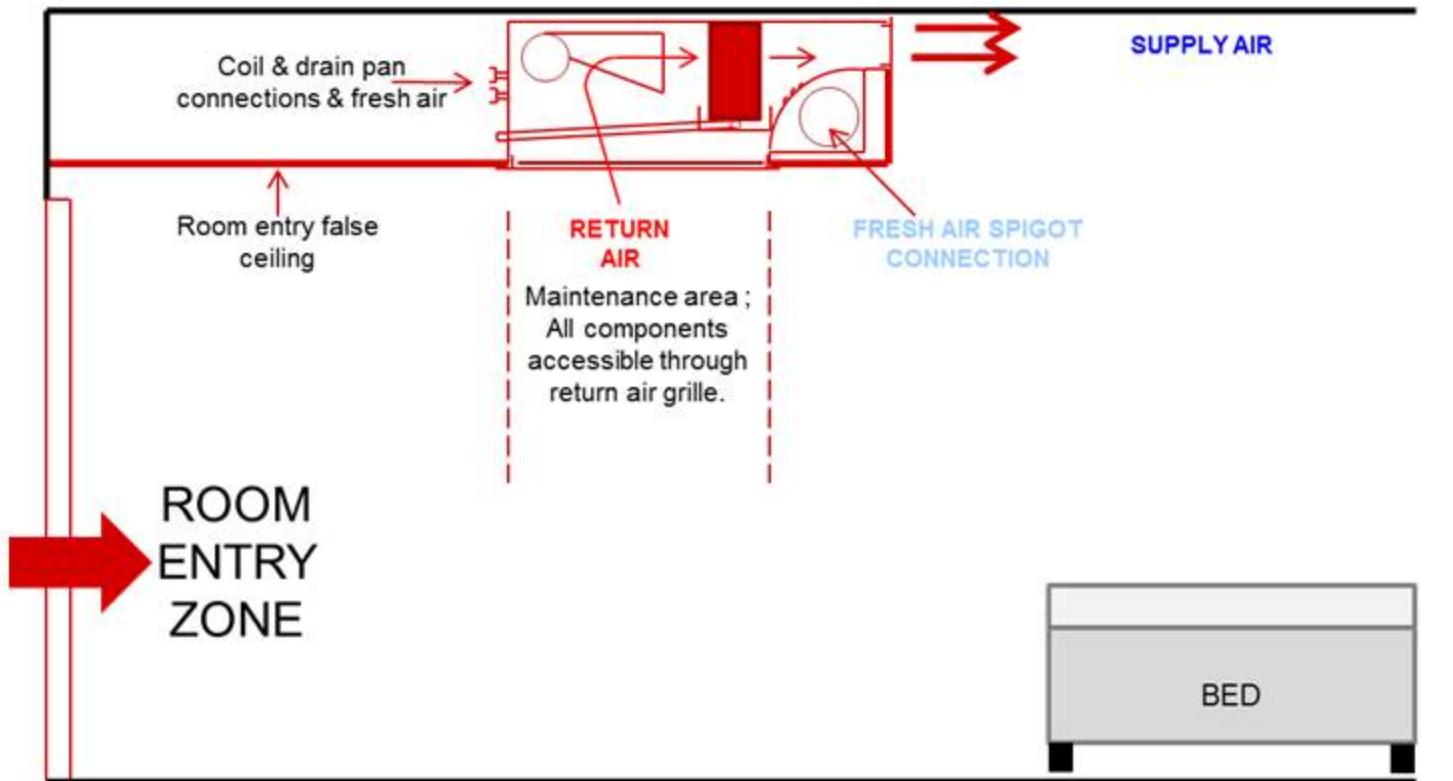 Coil & drain pan
connections & fresh air
SUPPLY AIR
Room entry false
ceiling
RETURN
AIR
Maintenance area ;
All components
accessible through
return air grille.
FRESH AIR SPIGOT
CONNECTION
ROOM
ENTRY
ZONE
BED